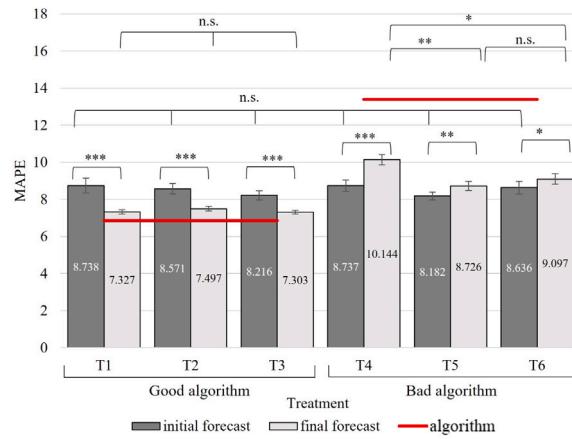 18
16
14
12
10
8
6
4
2
0
MAPE
n.s.
*
**
n.s.
n.s.
***
***
***
***
**
*
8.738
7.327
8.571
7.497
8.216
7.303
8.737
10.144
8.182
8.726
8.636
9.097
T1
T2
T3
T4
T5
T6
Good algorithm
Bad algorithm
Treatment
initial forecast
final forecast
algorithm